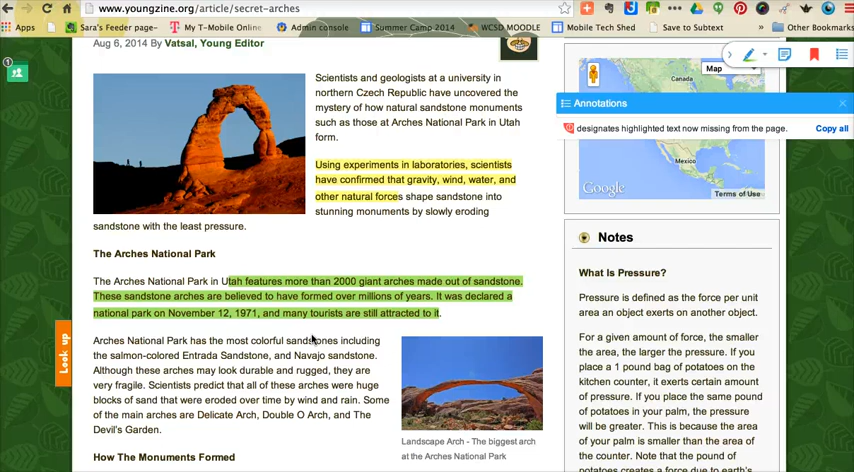 www.youngzine.org/article/secret-arches
Apps
Sara's Feeder page-
My T-Mobile Online
Admin console
Summer Camp 2014
WCSD MOODLE
Mobile Tech Shed
Save to Subtext
»
Other Bookmarks
1
Aug 6, 2014 By Vatsal, Young Editor
Scientists and geologists at a university in
northern Czech Republic have uncovered the
mystery of how natural sandstone monuments
such as those at Arches National Park in Utah
form.
Using experiments in laboratories, scientists
have confirmed that gravity, wind, water, and
other natural forces shape sandstone into
stunning monuments by slowly eroding
sandstone with the least pressure.
The Arches National Park
The Arches National Park in Utah features more than 2000 giant arches made out of sandstone.
These sandstone arches are believed to have formed over millions of years. It was declared a
national park on November 12, 1971, and many tourists are still attracted to it.
Arches National Park has the most colorful sandstones including
the salmon-colored Entrada Sandstone, and Navajo sandstone.
Although these arches may look durable and rugged, they are
very fragile. Scientists predict that all of these arches were huge
blocks of sand that were eroded over time by wind and rain. Some
of the main arches are Delicate Arch, Double O Arch, and The
Devil's Garden.
Landscape Arch - The biggest arch
at the Arches National Park
How The Monuments Formed
Look up
Canada
Map
Annotations
designates highlighted text now missing from the page.
Copy all
Mexico
Google
Terms of Use
Notes
What Is Pressure?
Pressure is defined as the force per unit
area an object exerts on another object.
For a given amount of force, the smaller
the area, the larger the pressure. If you
place a 1 pound bag of potatoes on the
kitchen counter, it exerts certain amount
of pressure. If you place the same pound
of potatoes in your palm, the pressure
will be greater. This is because the area
of your palm is smaller than the area of
the counter. Note that the pound of
potatoes creates a force due to earth's